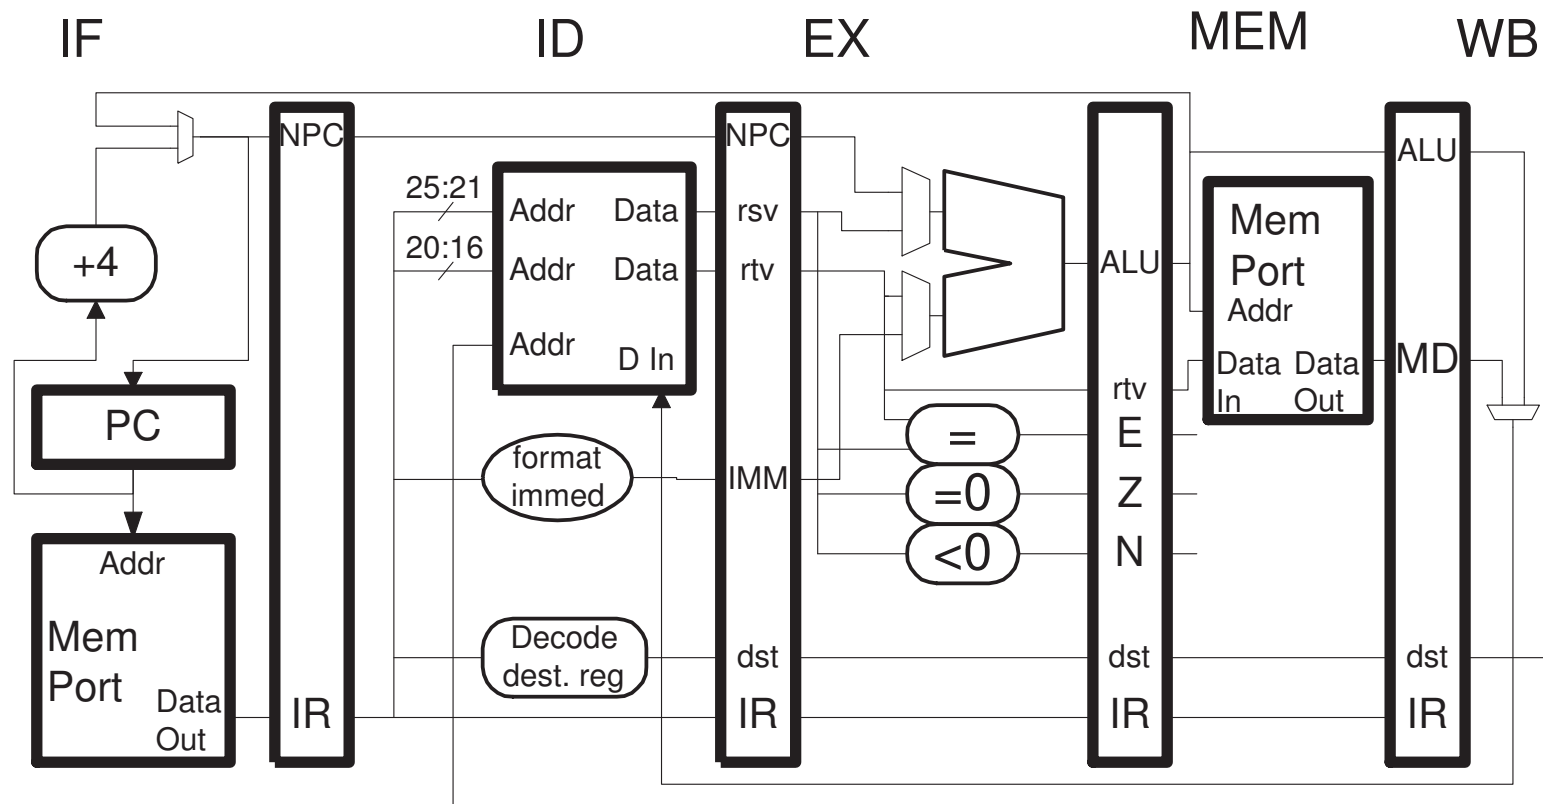 IF
ID
EX
MEM
WB
NPC
+4
PC
Addr
Mem
Port
Data
Out
IR
25:21
20:16
Addr
Data
Addr
Data
Addr
D In
format
immed
Decode
dest. reg
NPC
rsv
rtv
IMM
dst
IR
=
=0
<0
ALU
rtv
E
Z
N
dst
IR
Mem
Port
Addr
Data
In
Data
Out
ALU
MD
dst
IR